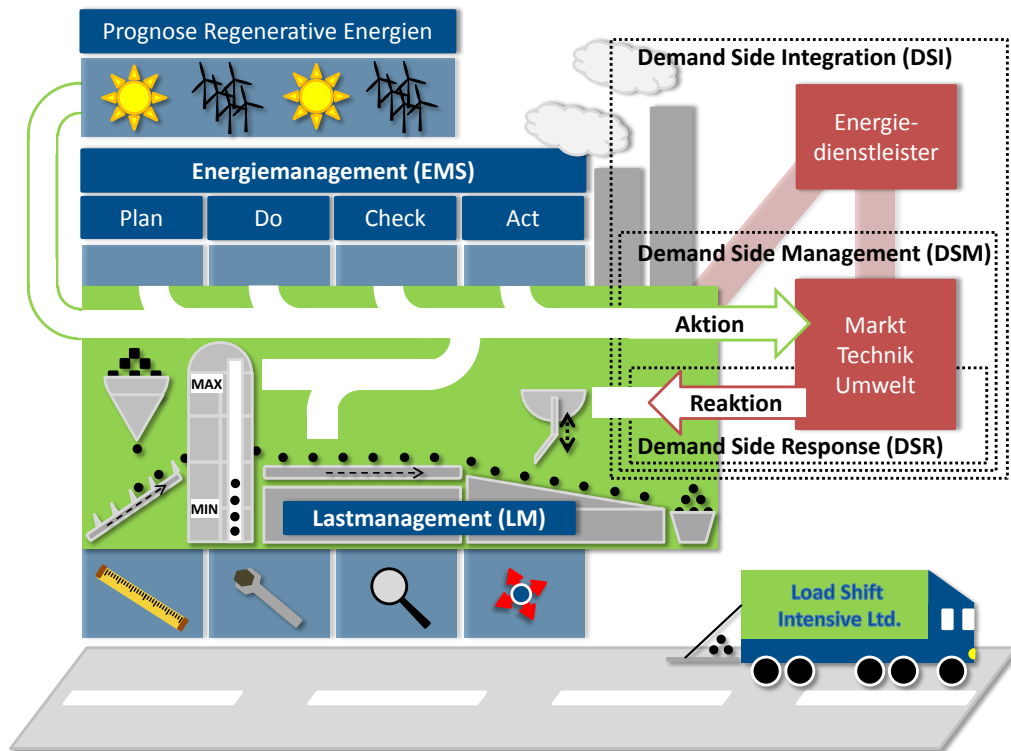 Prognose Regenerative Energien
Energiemanagement (EMS)
Plan
Do
Check
Act
Demand Side Integration (DSI)
Energie-
dienstleister
Demand Side Management (DSM)
Aktion
Markt
Technik
Umwelt
Reaktion
Demand Side Response (DSR)
MAX
MIN
Lastmanagement (LM)
Load Shift
Intensive Ltd.